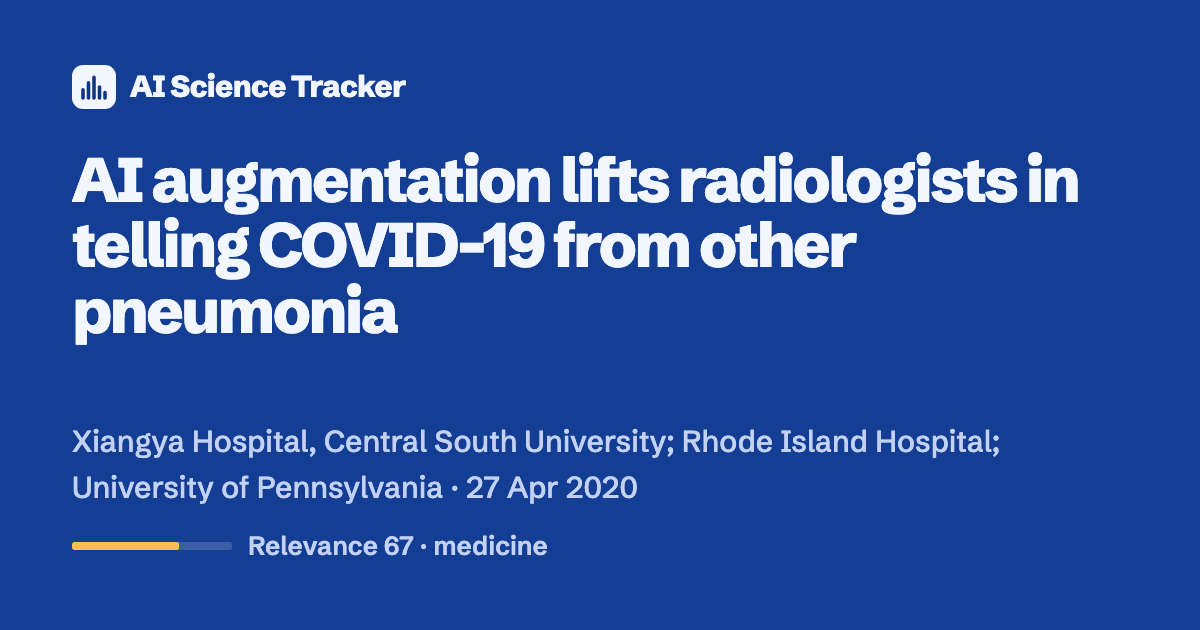 AI Science Tracker
AI augmentation lifts radiologists in
telling COVID-19 from other
pneumonia
Xiangya Hospital, Central South University; Rhode Island Hospital;
University of Pennsylvania · 27 Apr 2020
Relevance 67 · medicine